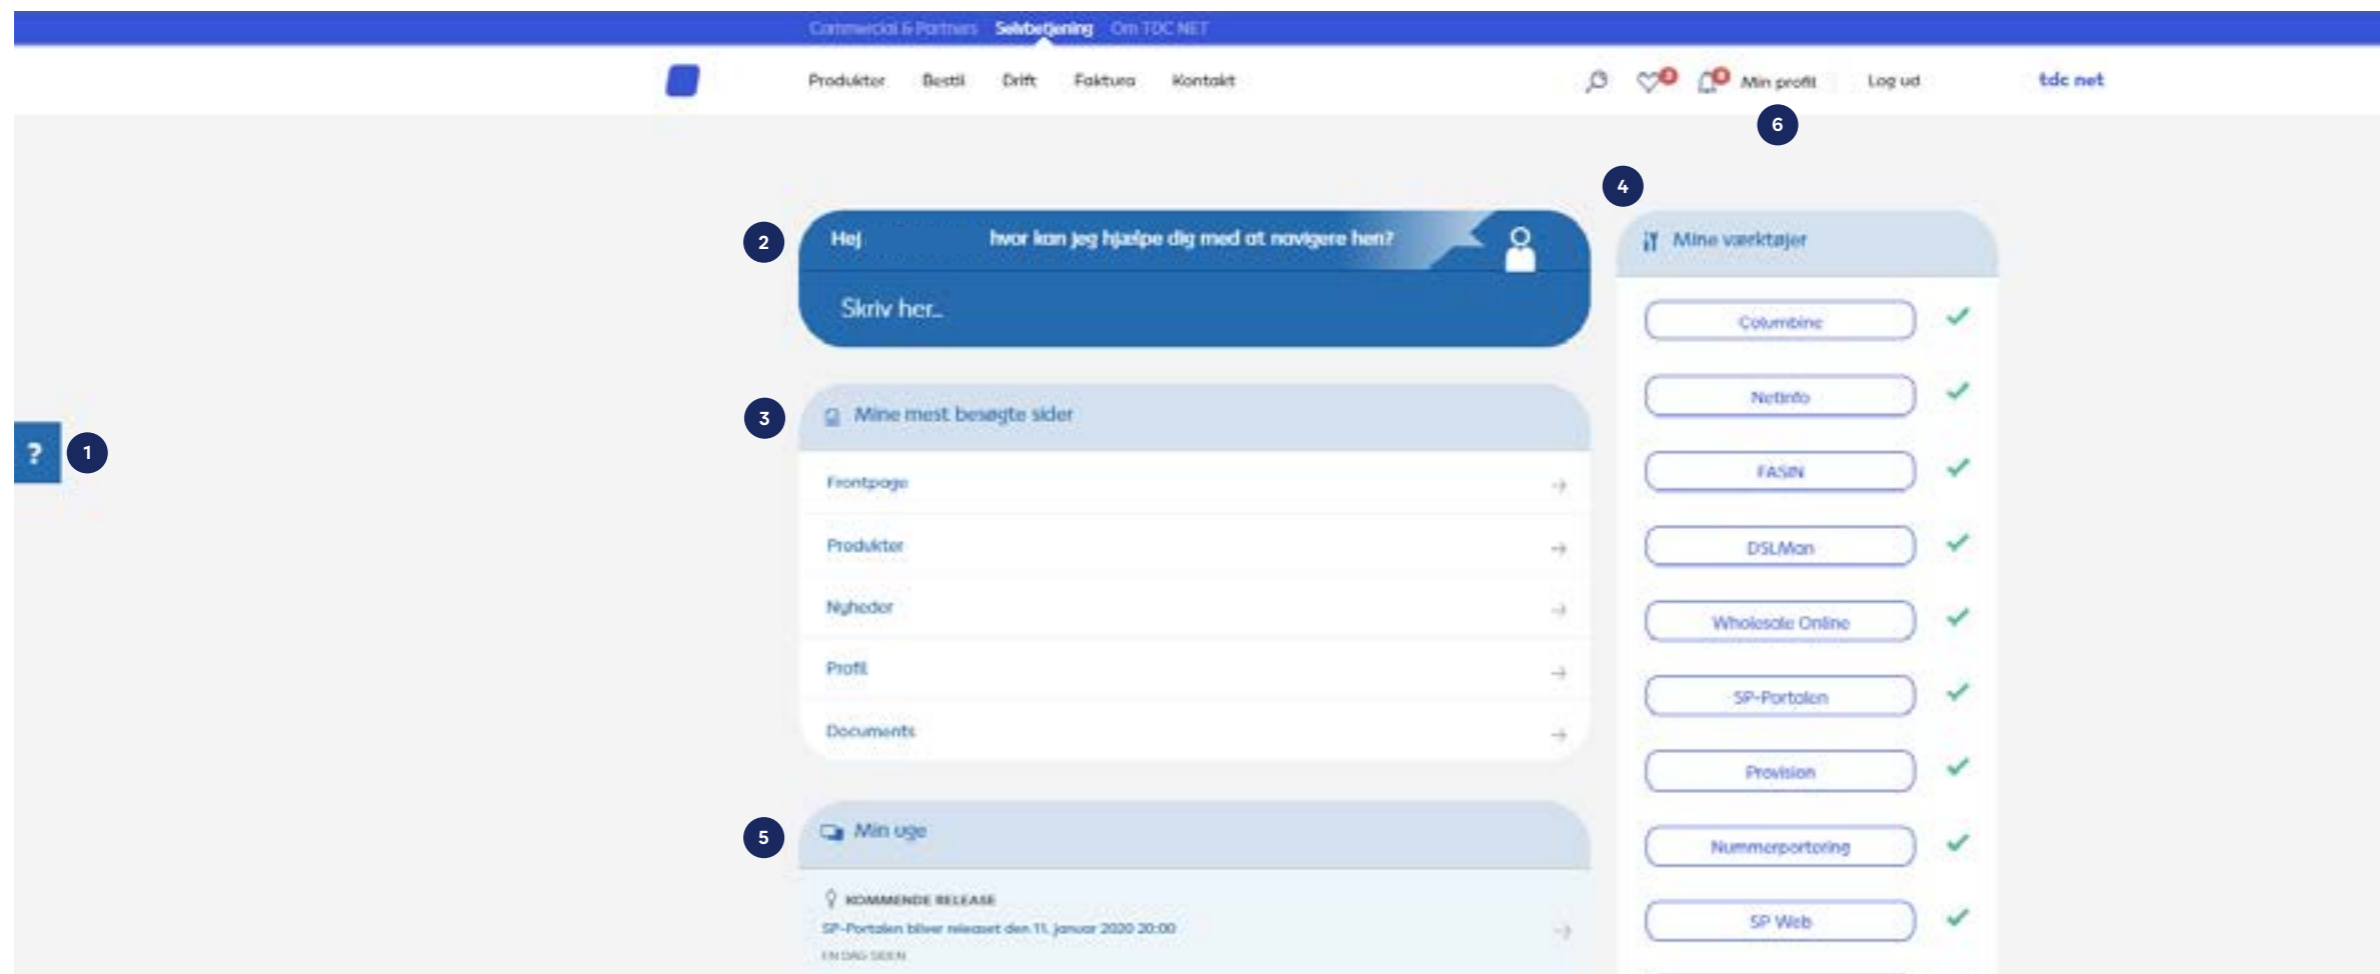 Commercial & Partners Selvbetjening Om TDC NET
Produkter Bestil Drift Faktura Kontakt
Min profil Log ud tdc net
6
4
2
Hej hvor kan jeg hjælpe dig med at navigere hen?
Skriv her...
Mine værktøjer
Columbine
Netinfo
FASIN
DSLMan
Wholesale Online
SP-Portalen
Provision
Nummerportering
SP Web
3
Mine mest besøgte sider
? 1
Frontpage
Produkter
Nyheder
Profil
Documents
5
Min uge
KOMMENDE RELEASE
SP-Portalen bliver releaset den 11. januar 2020 20:00
EN DAG SIDEN